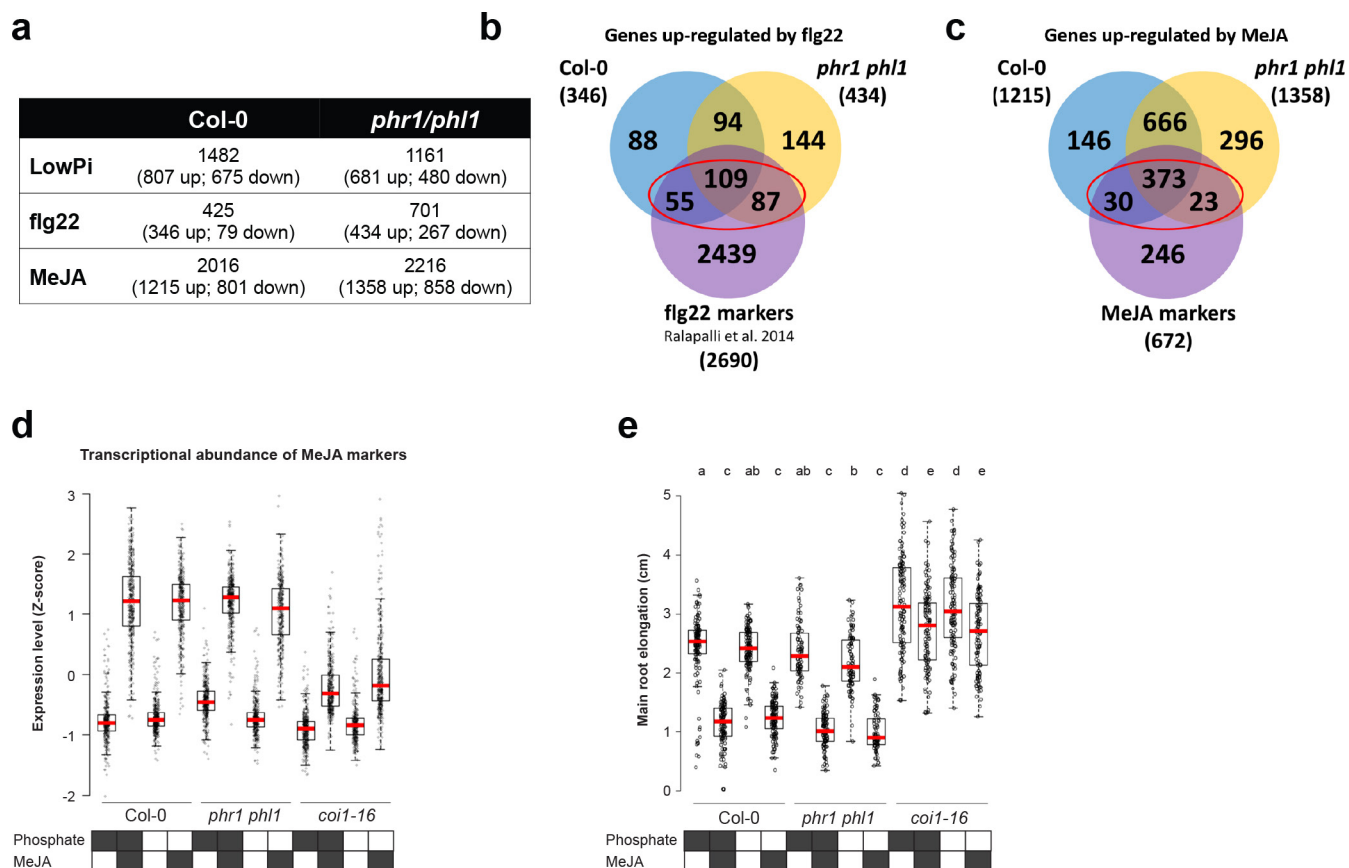 a
Col-0 phr1/phl1
LowPi 1482 1161
(807 up; 675 down) (681 up; 480 down)
flg22 425 701
(346 up; 79 down) (434 up; 267 down)
MeJA 2016 2216
(1215 up; 801 down) (1358 up; 858 down)
b
Genes up-regulated by flg22
Col-0
(346)
phr1 phl1
(434)
88 94 144
109
55 87
2439
flg22 markers
Ralapalli et al. 2014
(2690)
c
Genes up-regulated by MeJA
Col-0
(1215)
phr1 phl1
(1358)
146 666 296
373
30 23
246
MeJA markers
(672)
d
Transcriptional abundance of MeJA markers
Expression level (Z-score)
3
2
1
0
-1
-2
Col-0 phr1 phl1 coi1-16
Phosphate
MeJA
e
a c ab c ab c b c d e d e
Main root elongation (cm)
5
4
3
2
1
0
Col-0 phr1 phl1 coi1-16
Phosphate
MeJA